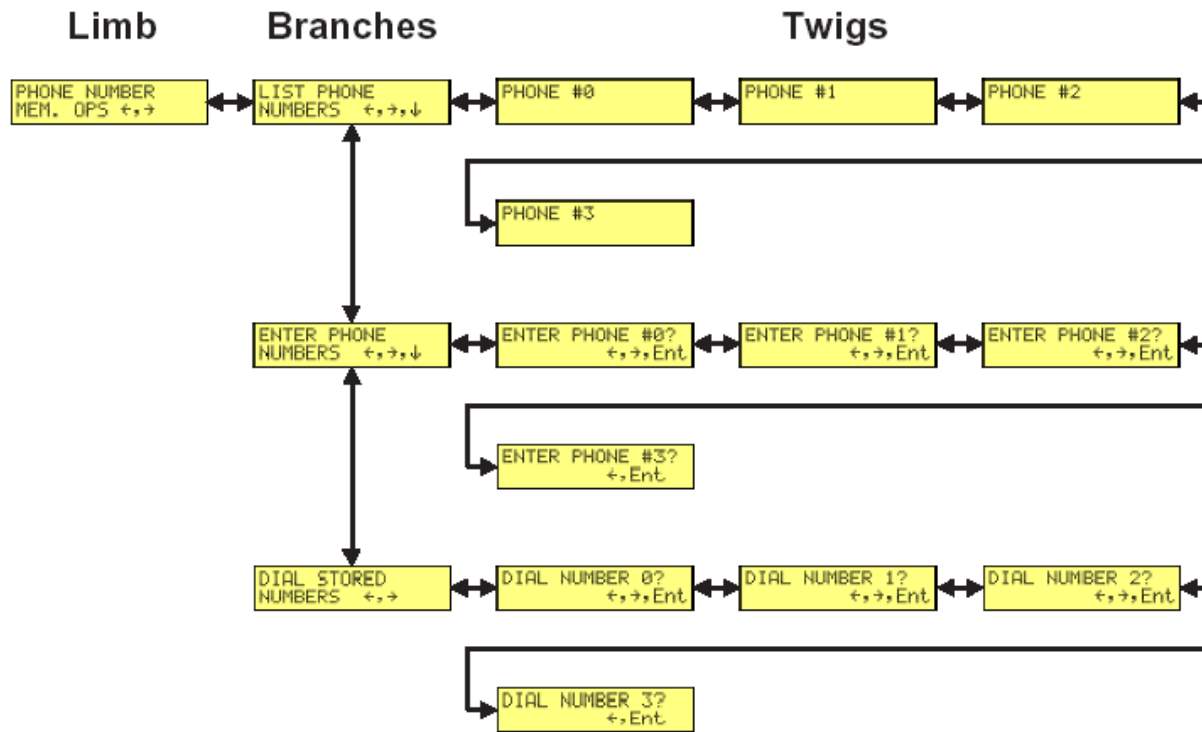 Limb
Branches
Twigs
PHONE NUMBER
MEM. OPS ←,→
LIST PHONE
NUMBERS ←,→,↓
PHONE #0
PHONE #1
PHONE #2
PHONE #3
ENTER PHONE
NUMBERS ←,→,↓
ENTER PHONE #0?
←,→,Ent
ENTER PHONE #1?
←,→,Ent
ENTER PHONE #2?
←,→,Ent
ENTER PHONE #3?
←,Ent
DIAL STORED
NUMBERS ←,→
DIAL NUMBER 0?
←,→,Ent
DIAL NUMBER 1?
←,→,Ent
DIAL NUMBER 2?
←,→,Ent
DIAL NUMBER 3?
←,Ent